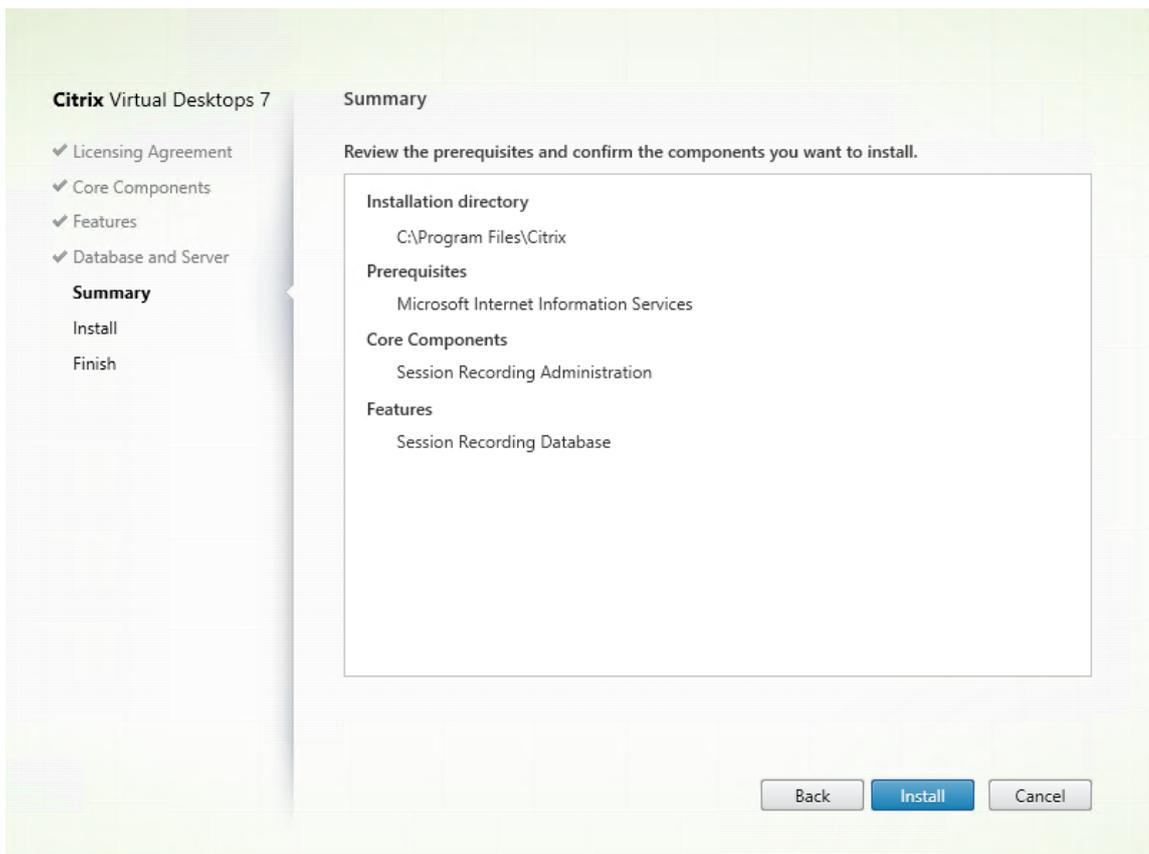 Citrix Virtual Desktops 7
Licensing Agreement
Core Components
Features
Database and Server
Summary
Install
Finish
Summary
Review the prerequisites and confirm the components you want to install.
Installation directory
C:\Program Files\Citrix
Prerequisites
Microsoft Internet Information Services
Core Components
Session Recording Administration
Features
Session Recording Database
Back
Install
Cancel